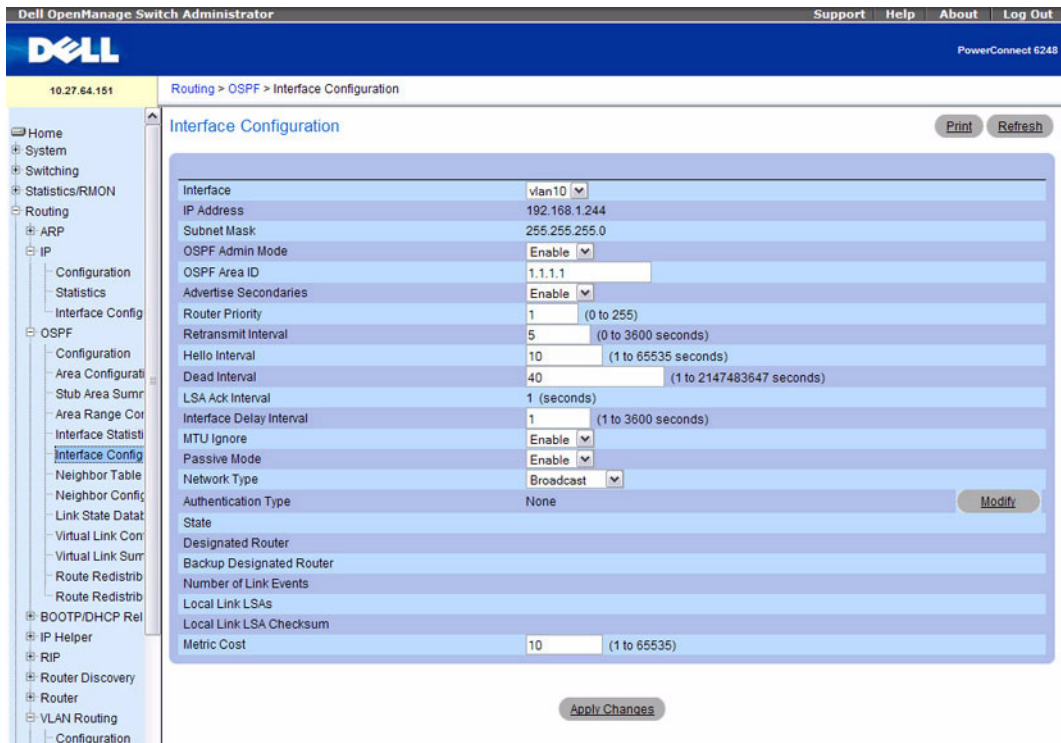 Dell OpenManage Switch Administrator Support Help About Log Out
DELL
PowerConnect 6248
10.27.64.151
Routing > OSPF > Interface Configuration
Home
System
Switching
Statistics/RMON
Routing
ARP
IP
Configuration
Statistics
Interface Config
OSPF
Configuration
Area Configurati
Stub Area Summ
Area Range Con
Interface Statisti
Interface Config
Neighbor Table
Neighbor Config
Link State Datab
Virtual Link Con
Virtual Link Sum
Route Redistrib
Route Redistrib
BOOTP/DHCP Rel
IP Helper
RIP
Router Discovery
Router
VLAN Routing
Configuration
Interface Configuration
Print Refresh
Interface vlan10
IP Address 192.168.1.244
Subnet Mask 255.255.255.0
OSPF Admin Mode Enable
OSPF Area ID 1.1.1.1
Advertise Secondaries Enable
Router Priority 1 (0 to 255)
Retransmit Interval 5 (0 to 3600 seconds)
Hello Interval 10 (1 to 65535 seconds)
Dead Interval 40 (1 to 2147483647 seconds)
LSA Ack Interval 1 (seconds)
Interface Delay Interval 1 (1 to 3600 seconds)
MTU Ignore Enable
Passive Mode Enable
Network Type Broadcast
Authentication Type None Modify
State
Designated Router
Backup Designated Router
Number of Link Events
Local Link LSAs
Local Link LSA Checksum
Metric Cost 10 (1 to 65535)
Apply Changes